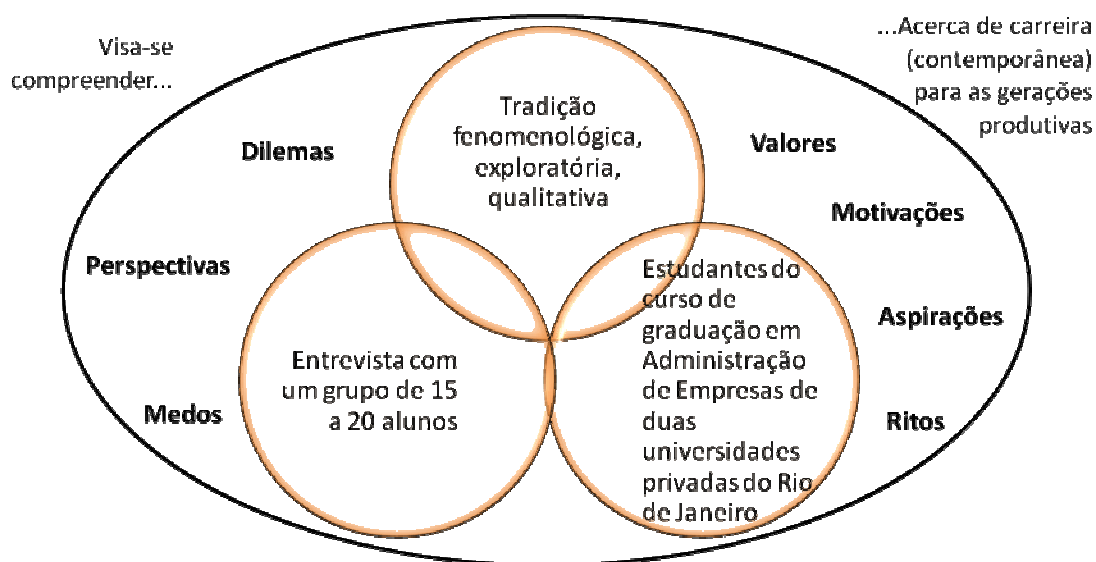 Visa-se
compreender...
...Acerca de carreira
(contemporânea)
para as gerações
produtivas
Tradição
fenomenológica,
exploratória,
qualitativa
Dilemas
Valores
Motivações
Perspectivas
Aspirações
Medos
Ritos
Entrevista com
um grupo de 15
a 20 alunos
Estudantes do
curso de
graduação em
Administração
de Empresas de
duas
universidades
privadas do Rio
de Janeiro